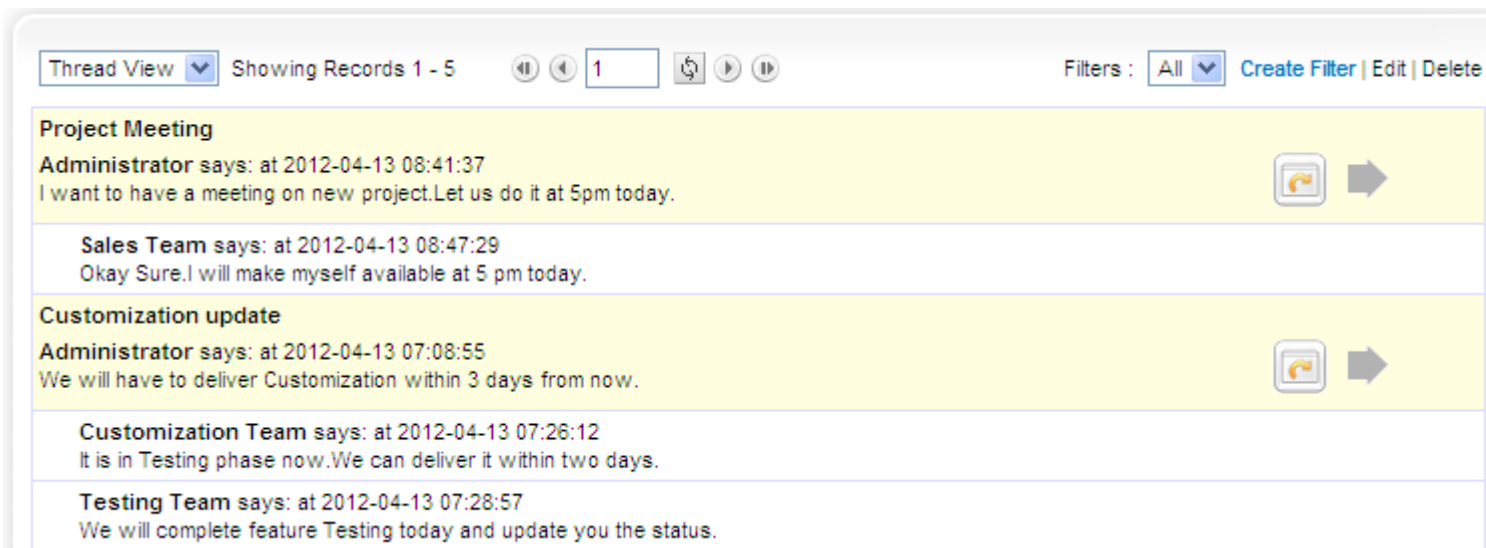 Thread View Showing Records 1 - 5 1 Filters : All Create Filter | Edit | Delete
Project Meeting
Administrator says: at 2012-04-13 08:41:37
I want to have a meeting on new project.Let us do it at 5pm today.
Sales Team says: at 2012-04-13 08:47:29
Okay Sure.I will make myself available at 5 pm today.
Customization update
Administrator says: at 2012-04-13 07:08:55
We will have to deliver Customization within 3 days from now.
Customization Team says: at 2012-04-13 07:26:12
It is in Testing phase now.We can deliver it within two days.
Testing Team says: at 2012-04-13 07:28:57
We will complete feature Testing today and update you the status.